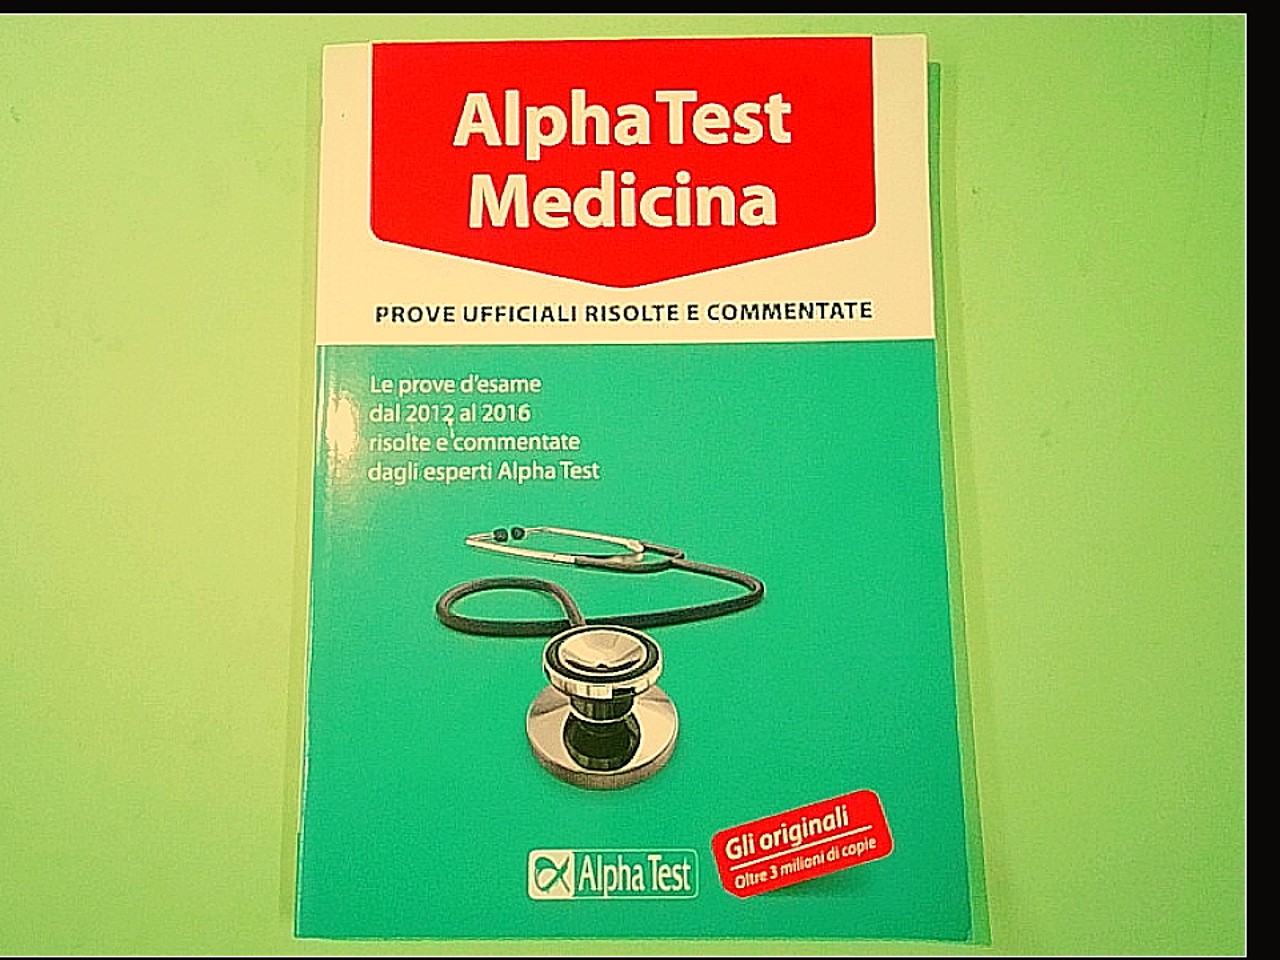 Alpha Test
Medicina
PROVE UFFICIALI RISOLTE E COMMENTATE
Le prove d'esame
dal 2012 al 2016
risolte e commentate
dagli esperti Alpha Test
Gli originali
Oltre 3 milioni di copie
Alpha Test